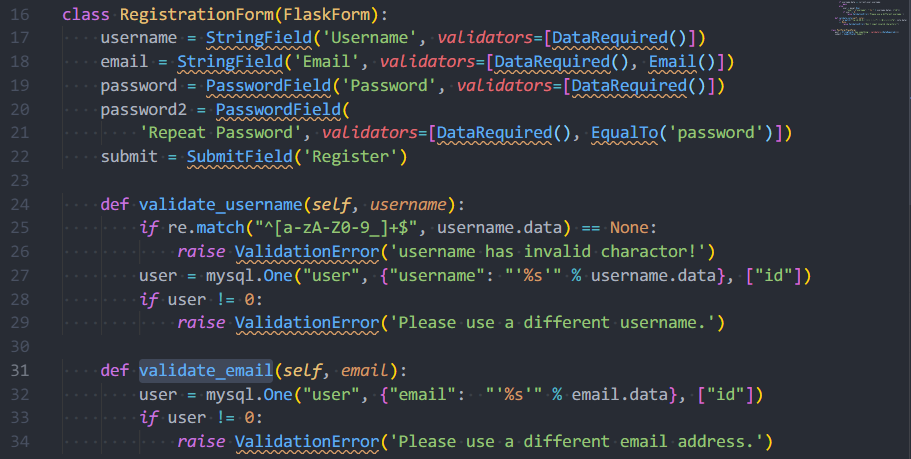 16 class RegistrationForm(FlaskForm):
17     username = StringField('Username', validators=[DataRequired()])
18     email = StringField('Email', validators=[DataRequired(), Email()])
19     password = PasswordField('Password', validators=[DataRequired()])
20     password2 = PasswordField(
21         'Repeat Password', validators=[DataRequired(), EqualTo('password')])
22     submit = SubmitField('Register')
23
24     def validate_username(self, username):
25         if re.match("^[a-zA-Z0-9_]+$", username.data) == None:
26             raise ValidationError('username has invalid charactor!')
27         user = mysql.One("user", {"username": "'%s'" % username.data}, ["id"])
28         if user != 0:
29             raise ValidationError('Please use a different username.')
30
31     def validate_email(self, email):
32         user = mysql.One("user", {"email":  "'%s'" % email.data}, ["id"])
33         if user != 0:
34             raise ValidationError('Please use a different email address.')